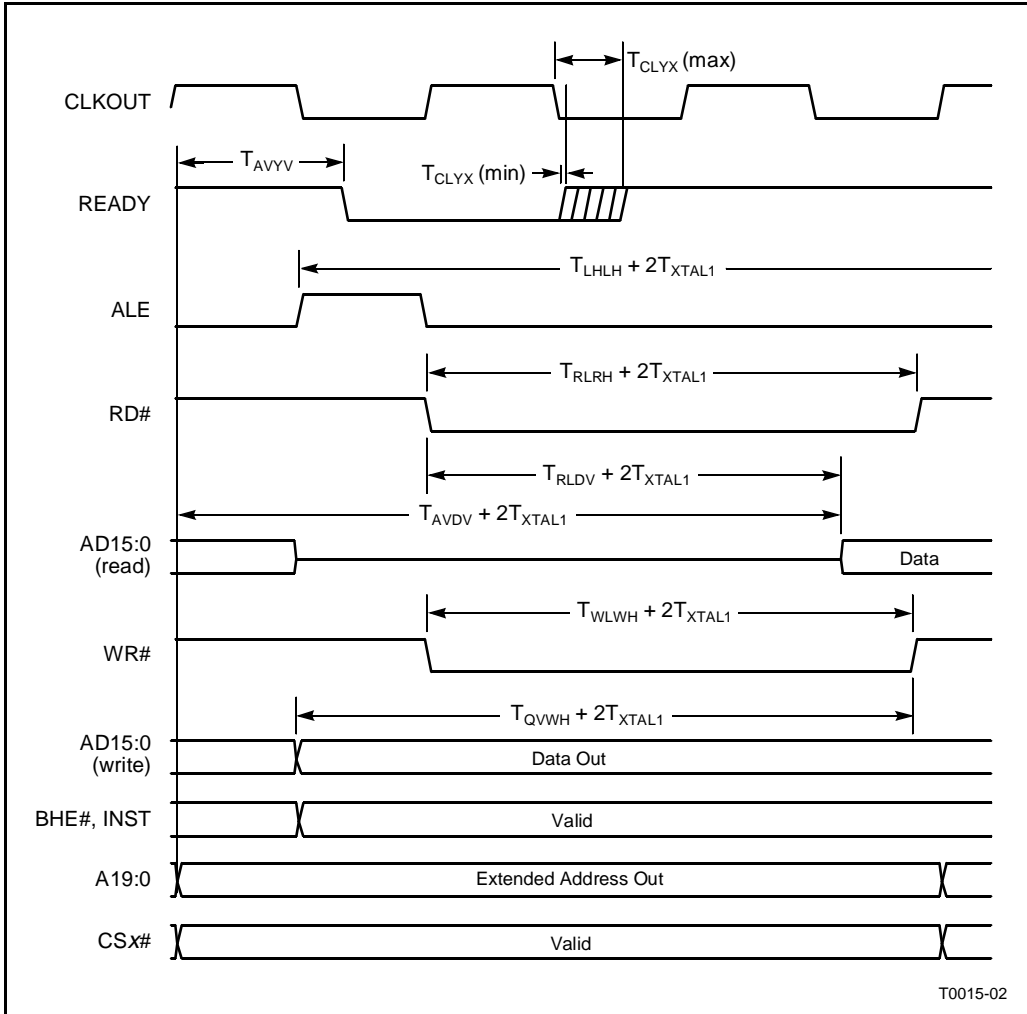 T_CLYX (max)
CLKOUT
T_AVYV
T_CLYX (min)
READY
T_LHLH + 2T_XTAL1
ALE
T_RLRH + 2T_XTAL1
RD#
T_RLDV + 2T_XTAL1
T_AVDV + 2T_XTAL1
AD15:0
(read)
Data
T_WLWH + 2T_XTAL1
WR#
T_QVWH + 2T_XTAL1
AD15:0
(write)
Data Out
BHE#, INST
Valid
A19:0
Extended Address Out
CSx#
Valid
T0015-02